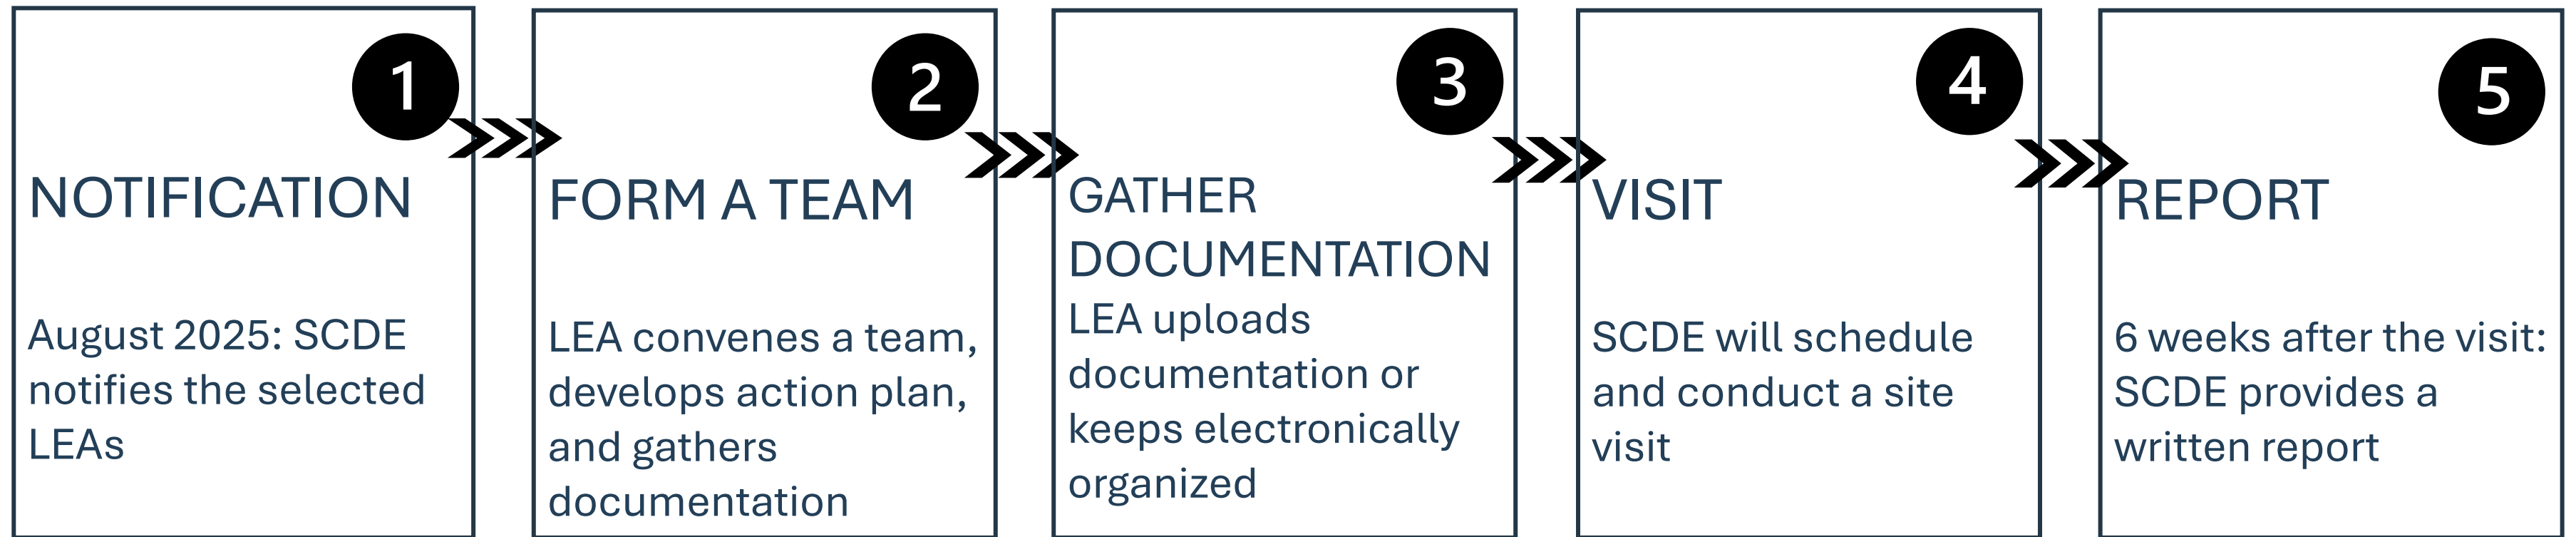 1
NOTIFICATION
August 2025: SCDE
notifies the selected
LEAs
2
FORM A TEAM
LEA convenes a team,
develops action plan,
and gathers
documentation
3
GATHER
DOCUMENTATION
LEA uploads
documentation or
keeps electronically
organized
4
VISIT
SCDE will schedule
and conduct a site
visit
5
REPORT
6 weeks after the visit:
SCDE provides a
written report